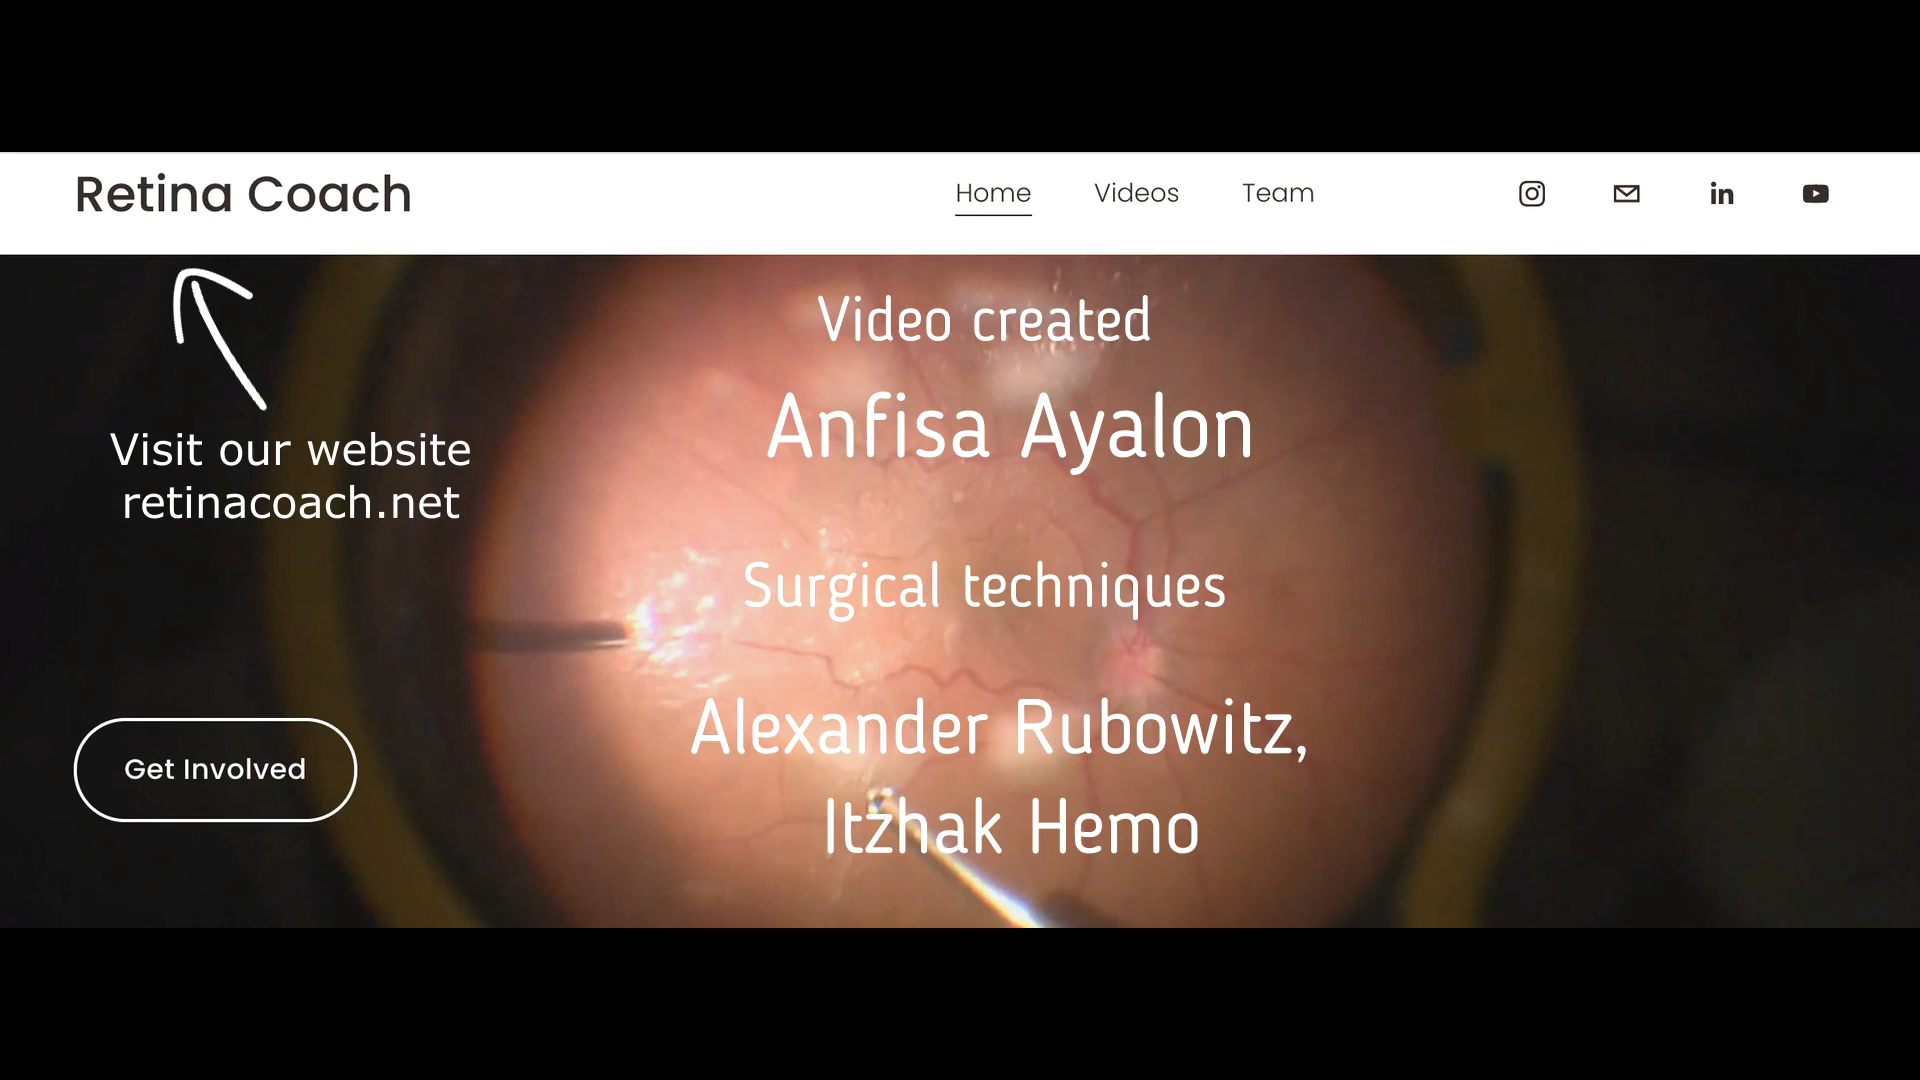 Retina Coach
Home Videos Team
Video created
Anfisa Ayalon
Visit our website
retinacoach.net
Surgical techniques
Alexander Rubowitz,
Itzhak Hemo
Get Involved